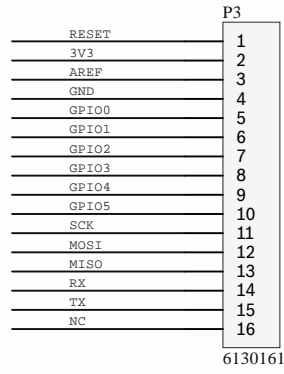 P3
RESET 1
3V3 2
AREF 3
GND 4
GPIO0 5
GPIO1 6
GPIO2 7
GPIO3 8
GPIO4 9
GPIO5 10
SCK 11
MOSI 12
MISO 13
RX 14
TX 15
NC 16
6130161